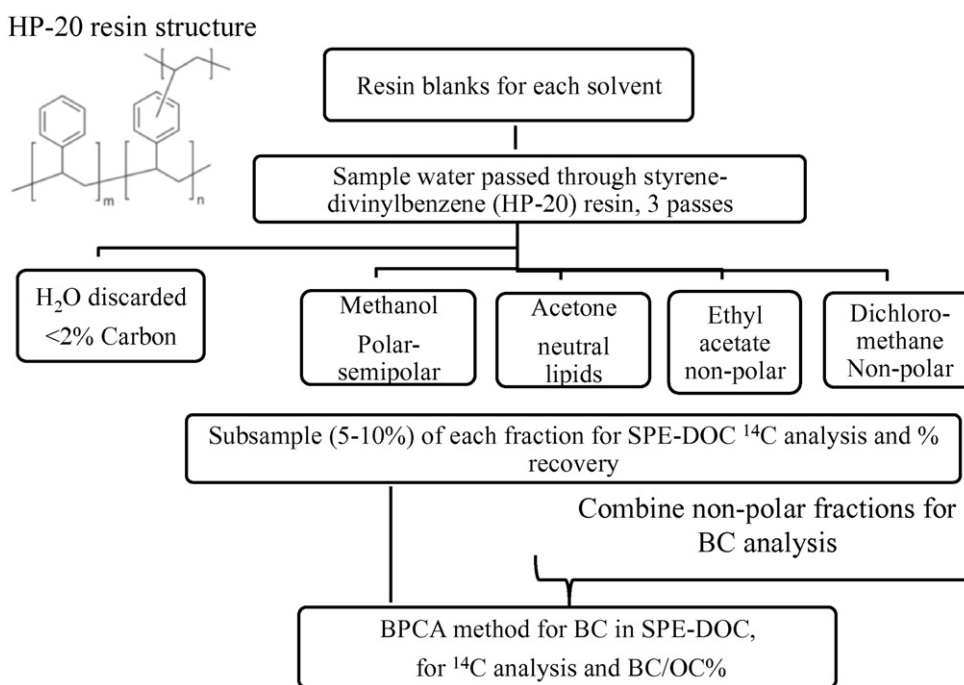 HP-20 resin structure
m
n
Resin blanks for each solvent
Sample water passed through styrene-
divinylbenzene (HP-20) resin, 3 passes
H₂O discarded
<2% Carbon
Methanol
Polar-
semipolar
Acetone
neutral
lipids
Ethyl
acetate
non-polar
Dichloro-
methane
Non-polar
Subsample (5-10%) of each fraction for SPE-DOC ¹⁴C analysis and %
recovery
Combine non-polar fractions for
BC analysis
BPCA method for BC in SPE-DOC,
for ¹⁴C analysis and BC/OC%